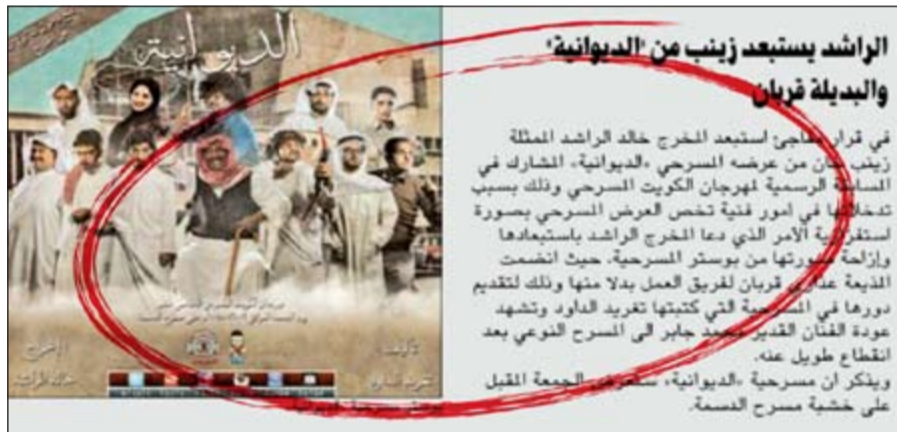 الراشد يستبعد زينب من "الديوانية"
والبديلة قربان
في قرار مفاجئ استبعد المخرج خالد الراشد الممثلة
زينب من عرضه المسرحي «الديوانية» المشارك في
المسابقة الرسمية لمهرجان الكويت المسرحي وذلك بسبب
تدخلاتها في امور فنية تخص العرض المسرحي بصورة
استفزازية الأمر الذي دعا المخرج الراشد باستبعادها
وإزاحة صورتها من بوستر المسرحية، حيث انضمت
المذيعة قربان لفريق العمل بدلا منها وذلك لتقديم
دورها في المسرحية التي كتبتها تغريد الداود وتشهد
عودة الفنان القدير محمد جابر الى المسرح النوعي بعد
انقطاع طويل عنه.
ويذكر ان مسرحية «الديوانية» ستعرض الجمعة المقبل
على خشبة مسرح الدسمة.
الديوانية
تأليف
الإخراج
خالد الراشد